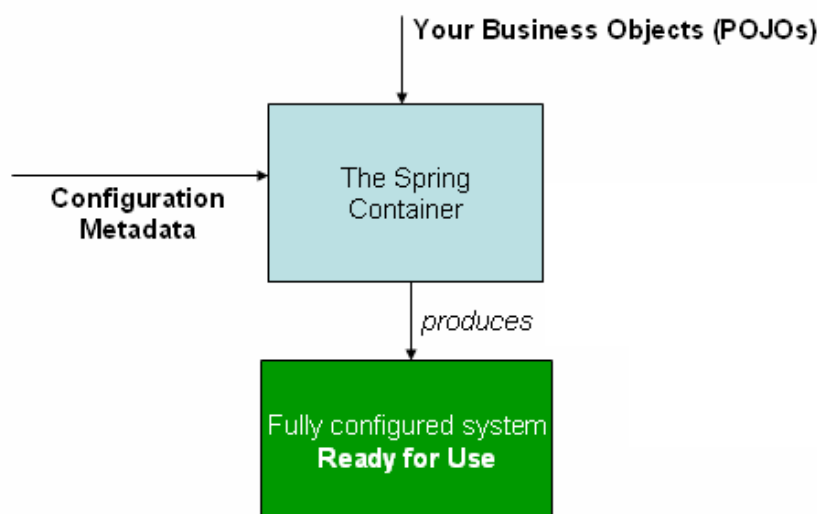 Your Business Objects (POJOs)
The Spring
Container
Configuration
Metadata
produces
Fully configured system
Ready for Use